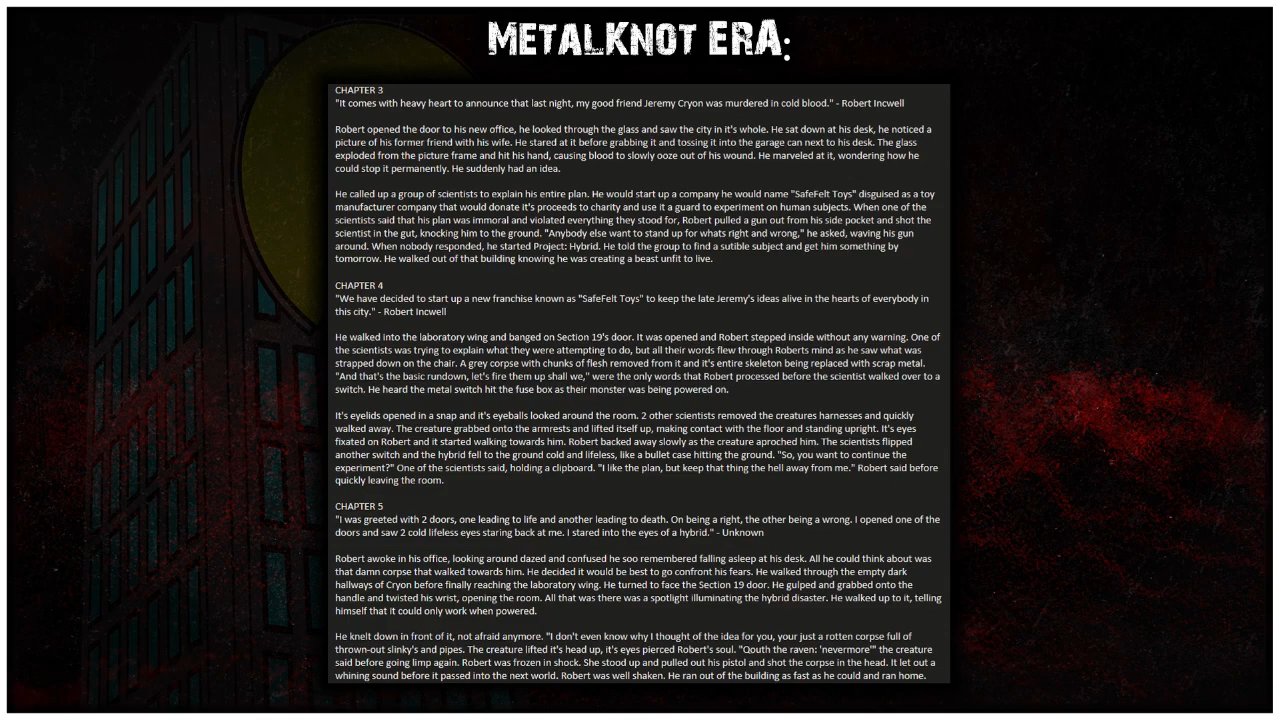 METALKNOT ERA:
CHAPTER 3
"It comes with heavy heart to announce that last night, my good friend Jeremy Cryon was murdered in cold blood." - Robert Incwell
Robert opened the door to his new office, he looked through the glass and saw the city in it's whole. He sat down at his desk, he noticed a
picture of his former friend with his wife. He stared at it before grabbing it and tossing it into the garage can next to his desk. The glass
exploded from the picture frame and hit his hand, causing blood to slowly ooze out of his wound. He marveled at it, wondering how he
could stop it permanently. He suddenly had an idea.
He called up a group of scientists to explain his entire plan. He would start up a company he would name "SafeFelt Toys" disguised as a toy
manufacturer company that would donate it's proceeds to charity and use it a guard to experiment on human subjects. When one of the
scientists said that his plan was immoral and violated everything they stood for, Robert pulled a gun out from his side pocket and shot the
scientist in the gut, knocking him to the ground. "Anybody else want to stand up for whats right and wrong," he asked, waving his gun
around. When nobody responded, he started Project: Hybrid. He told the group to find a sutible subject and get him something by
tomorrow. He walked out of that building knowing he was creating a beast unfit to live.
CHAPTER 4
"We have decided to start up a new franchise known as "SafeFelt Toys" to keep the late Jeremy's ideas alive in the hearts of everybody in
this city." - Robert Incwell
He walked into the laboratory wing and banged on Section 19's door. It was opened and Robert stepped inside without any warning. One of
the scientists was trying to explain what they were attempting to do, but all their words flew through Roberts mind as he saw what was
strapped down on the chair. A grey corpse with chunks of flesh removed from it and it's entire skeleton being replaced with scrap metal.
"And that's the basic rundown, let's fire them up shall we," were the only words that Robert processed before the scientist walked over to a
switch. He heard the metal switch hit the fuse box as their monster was being powered on.
It's eyelids opened in a snap and it's eyeballs looked around the room. 2 other scientists removed the creatures harnesses and quickly
walked away. The creature grabbed onto the armrests and lifted itself up, making contact with the floor and standing upright. It's eyes
fixated on Robert and it started walking towards him. Robert backed away slowly as the creature aproched him. The scientists flipped
another switch and the hybrid fell to the ground cold and lifeless, like a bullet case hitting the ground. "So, you want to continue the
experiment?" One of the scientists said, holding a clipboard. "I like the plan, but keep that thing the hell away from me." Robert said before
quickly leaving the room.
CHAPTER 5
"I was greeted with 2 doors, one leading to life and another leading to death. On being a right, the other being a wrong. I opened one of the
doors and saw 2 cold lifeless eyes staring back at me. I stared into the eyes of a hybrid." - Unknown
Robert awoke in his office, looking around dazed and confused he soo remembered falling asleep at his desk. All he could think about was
that damn corpse that walked towards him. He decided it would be best to go confront his fears. He walked through the empty dark
hallways of Cryon before finally reaching the laboratory wing. He turned to face the Section 19 door. He gulped and grabbed onto the
handle and twisted his wrist, opening the room. All that was there was a spotlight illuminating the hybrid disaster. He walked up to it, telling
himself that it could only work when powered.
He knelt down in front of it, not afraid anymore. "I don't even know why I thought of the idea for you, your just a rotten corpse full of
thrown-out slinky's and pipes. The creature lifted it's head up, it's eyes pierced Robert's soul. "Qouth the raven: 'nevermore'" the creature
said before going limp again. Robert was frozen in shock. She stood up and pulled out his pistol and shot the corpse in the head. It let out a
whining sound before it passed into the next world. Robert was well shaken. He ran out of the building as fast as he could and ran home.